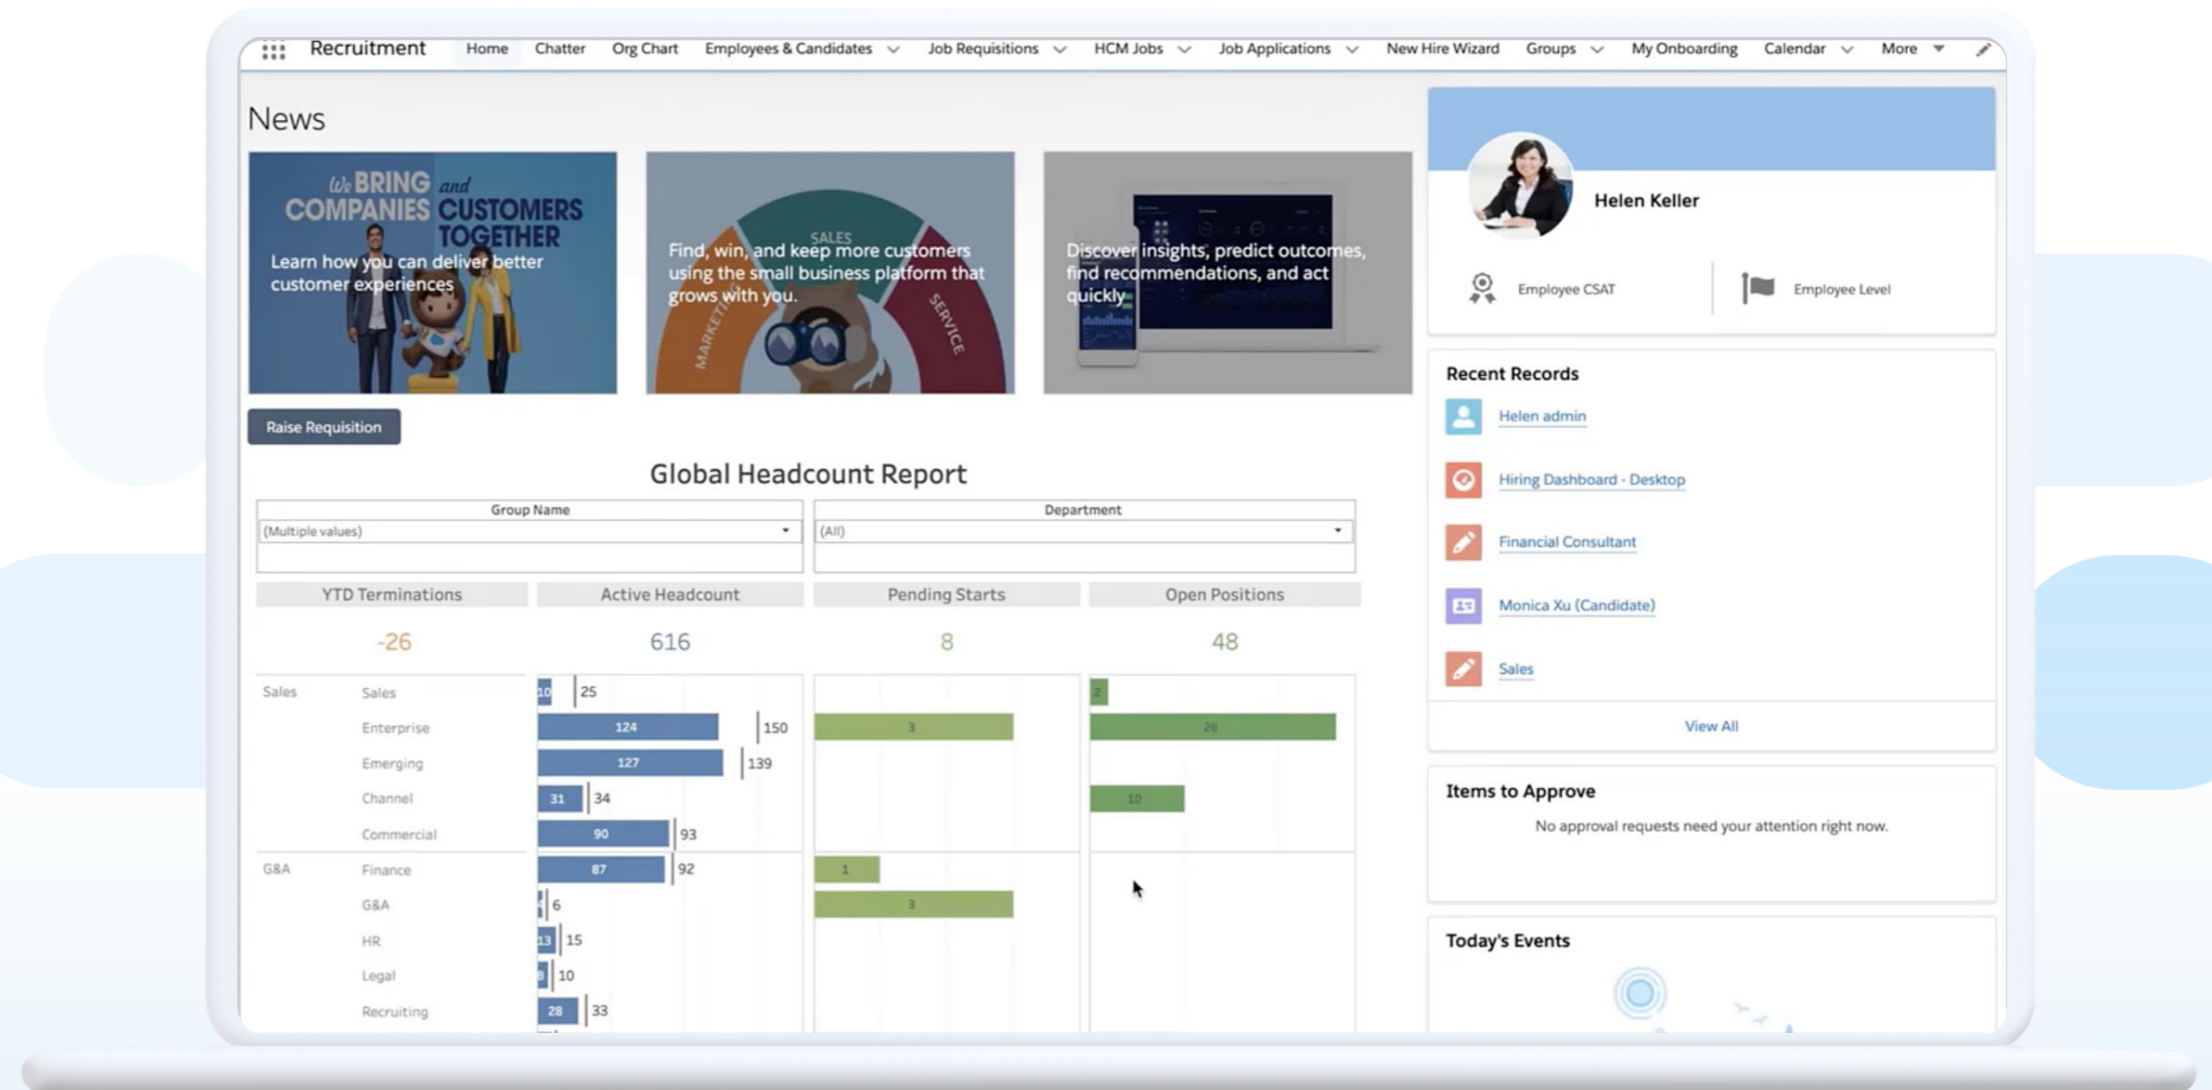 Recruitment
Home
Chatter
Org Chart
Employees & Candidates
Job Requisitions
HCM Jobs
Job Applications
New Hire Wizard
Groups
My Onboarding
Calendar
More
News
We BRING and
COMPANIES CUSTOMERS
TOGETHER
Learn how you can deliver better
customer experiences
SALES
MARKETING
SERVICE
Find, win, and keep more customers
using the small business platform that
grows with you.
Discover insights, predict outcomes,
find recommendations, and act
quickly
Raise Requisition
Global Headcount Report
Group Name
(Multiple values)
Department
(All)
YTD Terminations
Active Headcount
Pending Starts
Open Positions
-26
616
8
48
Sales
Sales 10 25 2
Enterprise 124 150 3 26
Emerging 127 139
Channel 31 34 10
Commercial 90 93
G&A
Finance 87 92 1
G&A 6 3
HR 13 15
Legal 8 10
Recruiting 28 33
Helen Keller
Employee CSAT
Employee Level
Recent Records
Helen admin
Hiring Dashboard - Desktop
Financial Consultant
Monica Xu (Candidate)
Sales
View All
Items to Approve
No approval requests need your attention right now.
Today's Events